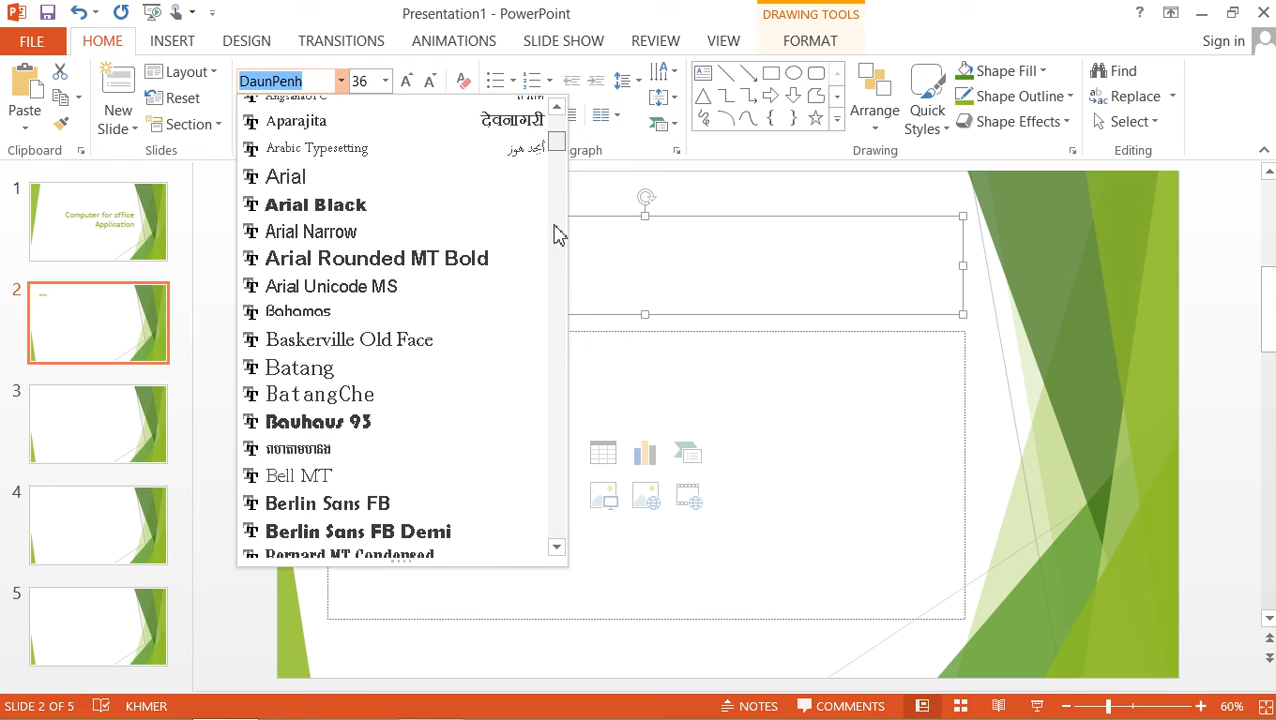 Presentation1 - PowerPoint
DRAWING TOOLS
?
FILE
HOME
INSERT
DESIGN
TRANSITIONS
ANIMATIONS
SLIDE SHOW
REVIEW
VIEW
FORMAT
Sign in
Paste
New
Slide
Layout
Reset
Section
DaunPenh
36
Arrange
Quick
Styles
Shape Fill
Shape Outline
Shape Effects
Find
Replace
Select
Clipboard
Slides
agraph
Drawing
Editing
Aparajita देवनागरी
Arabic Typesetting أبجد هوز
Arial
Arial Black
Arial Narrow
Arial Rounded MT Bold
Arial Unicode MS
Bahamas
Baskerville Old Face
Batang
BatangChe
Bauhaus 93
Bell MT
Berlin Sans FB
Berlin Sans FB Demi
Bernard MT Condensed
1
Computer for office
Application
2
3
4
5
SLIDE 2 OF 5
KHMER
NOTES
COMMENTS
60%